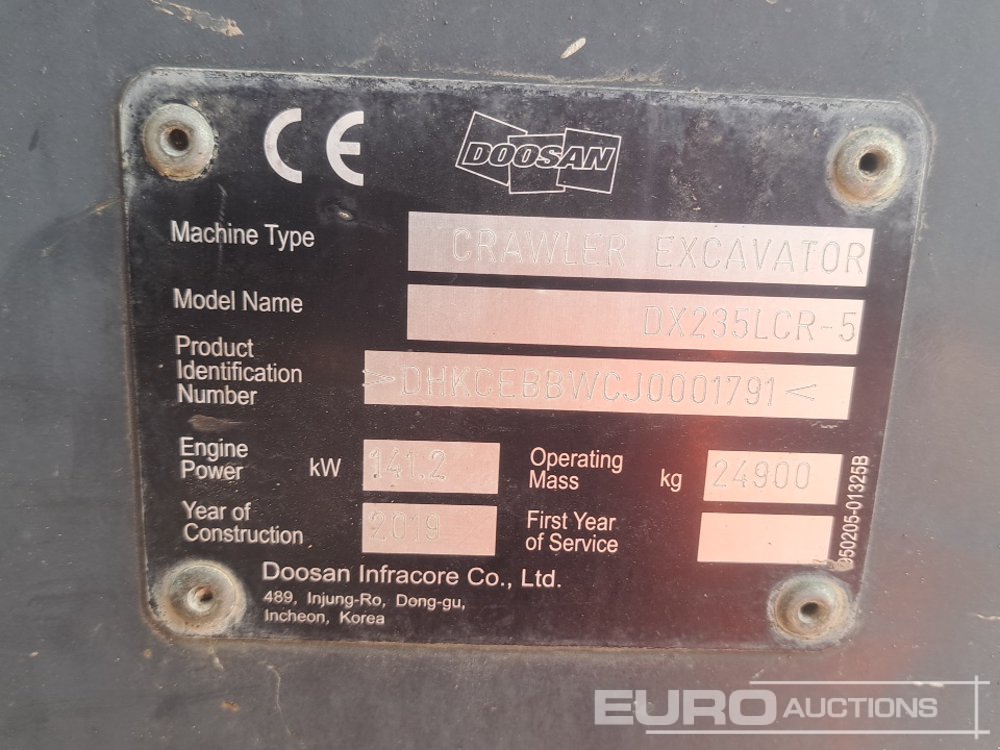 CE
DOOSAN
Machine Type CRAWLER EXCAVATOR
Model Name DX235LCR-5
Product
Identification
Number >DHKCEBBWCJ0001791<
Engine
Power kW 141.2
Operating
Mass kg 24900
Year of
Construction 2019
First Year
of Service
950205-01325B
Doosan Infracore Co., Ltd.
489, Injung-Ro, Dong-gu,
Incheon, Korea
EURO AUCTIONS